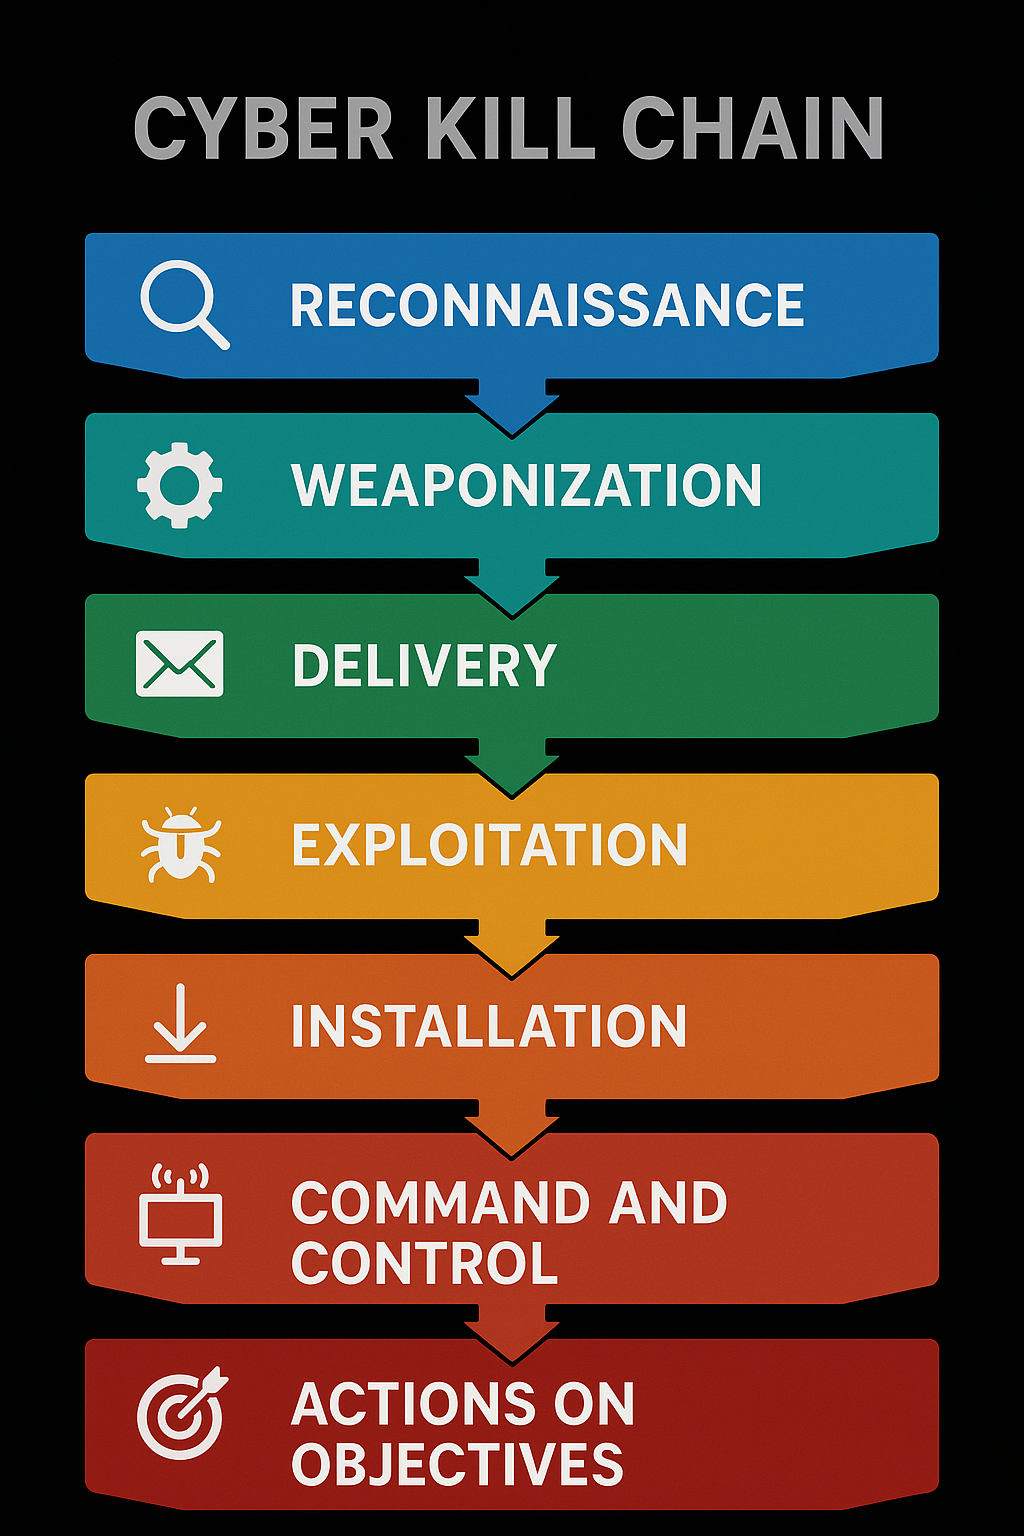 CYBER KILL CHAIN
RECONNAISSANCE
WEAPONIZATION
DELIVERY
EXPLOITATION
INSTALLATION
COMMAND AND
CONTROL
ACTIONS ON
OBJECTIVES